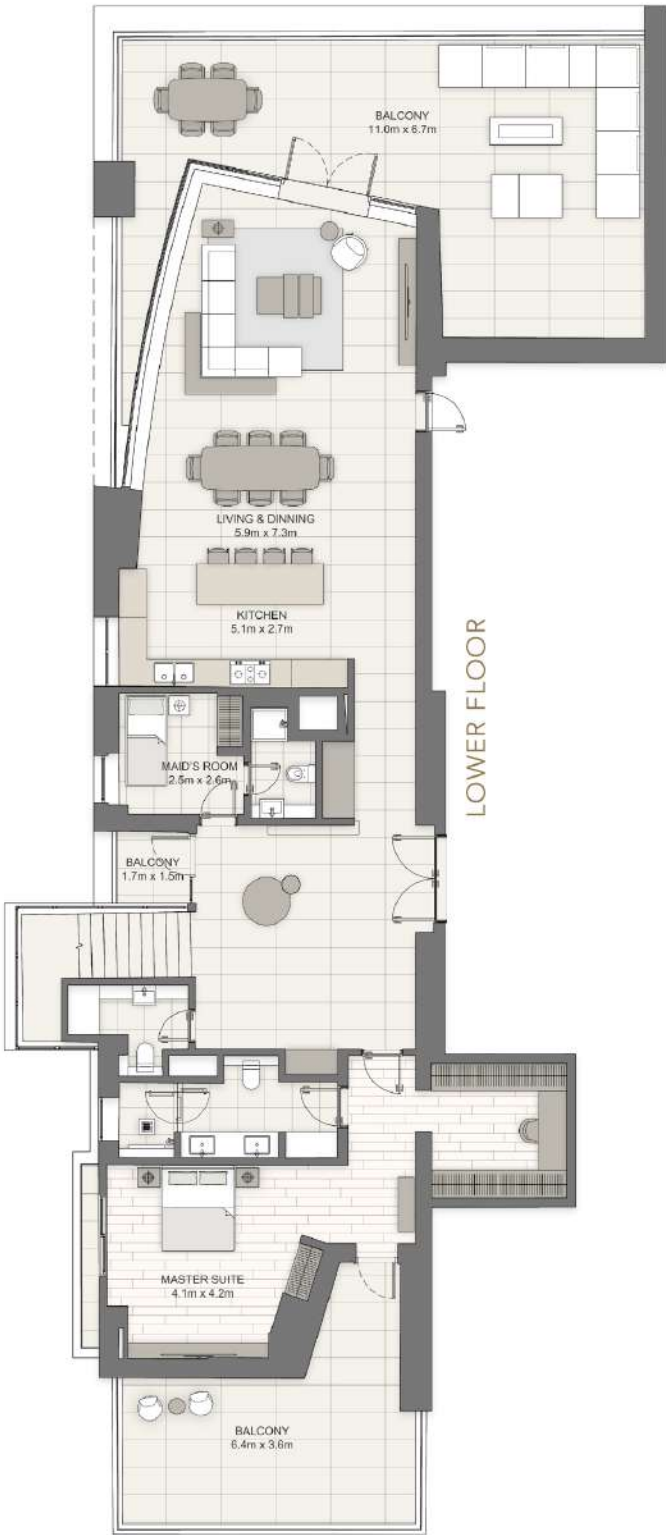 BALCONY
11.0m x 6.7m
LIVING & DINNING
5.9m x 7.3m
KITCHEN
5.1m x 2.7m
LOWER FLOOR
MAID'S ROOM
2.5m x 2.6m
BALCONY
1.7m x 1.5m
MASTER SUITE
4.1m x 4.2m
BALCONY
6.4m x 3.6m